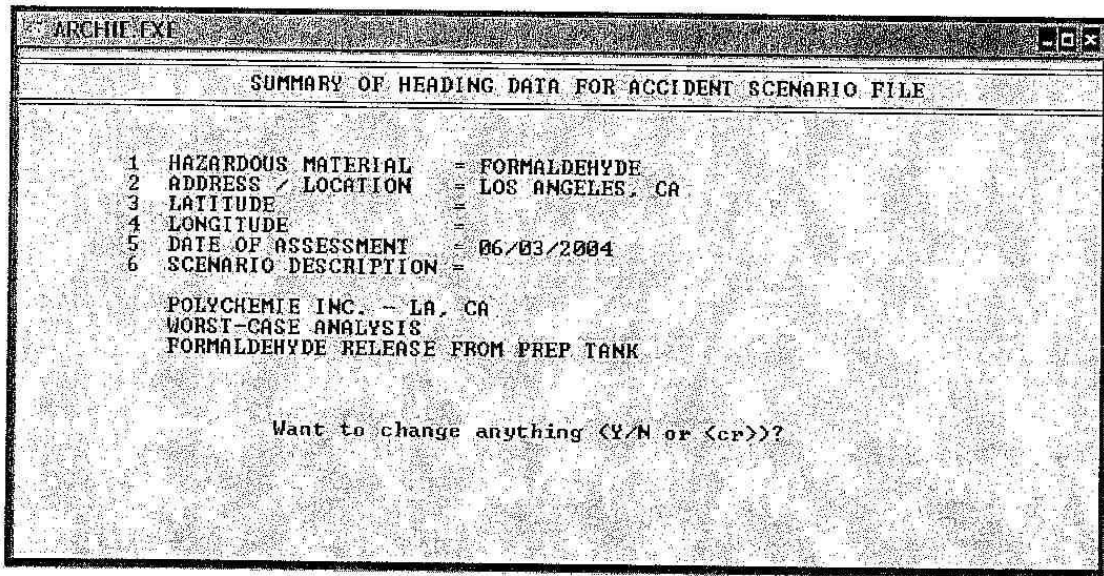 ARCHIE.EXE
SUMMARY OF HEADING DATA FOR ACCIDENT SCENARIO FILE
1 HAZARDOUS MATERIAL = FORMALDEHYDE
2 ADDRESS / LOCATION = LOS ANGELES, CA
3 LATITUDE =
4 LONGITUDE =
5 DATE OF ASSESSMENT = 06/03/2004
6 SCENARIO DESCRIPTION =
POLYCHEMIE INC. - LA, CA
WORST-CASE ANALYSIS
FORMALDEHYDE RELEASE FROM PREP TANK
Want to change anything (Y/N or <cr>)?